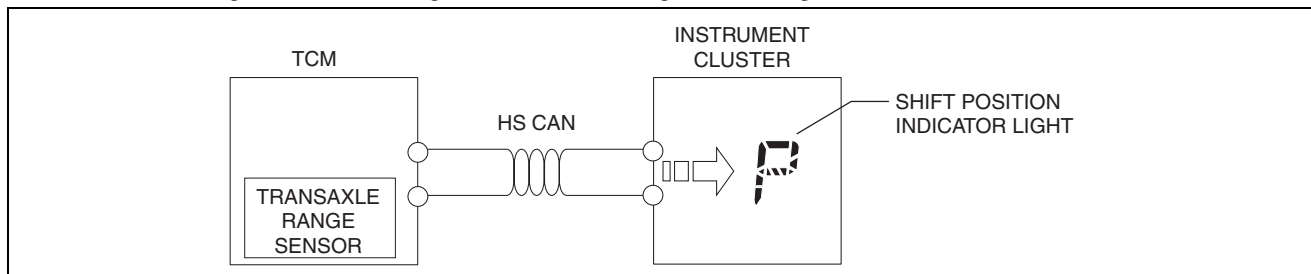 TCM
INSTRUMENT
CLUSTER
HS CAN
SHIFT POSITION
INDICATOR LIGHT
P
TRANSAXLE
RANGE
SENSOR